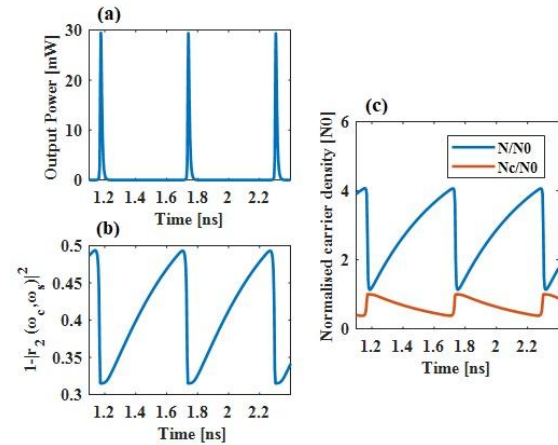 (a)
Output Power [mW]
30
20
10
0
1.2 1.4 1.6 1.8 2 2.2
Time [ns]
(b)
1-|r₂ (ω_c,ω_s)|²
0.5
0.45
0.4
0.35
0.3
1.2 1.4 1.6 1.8 2 2.2
Time [ns]
(c)
Normalised carrier density [N0]
6
4
2
0
N/N0
Nc/N0
1.2 1.4 1.6 1.8 2 2.2
Time [ns]